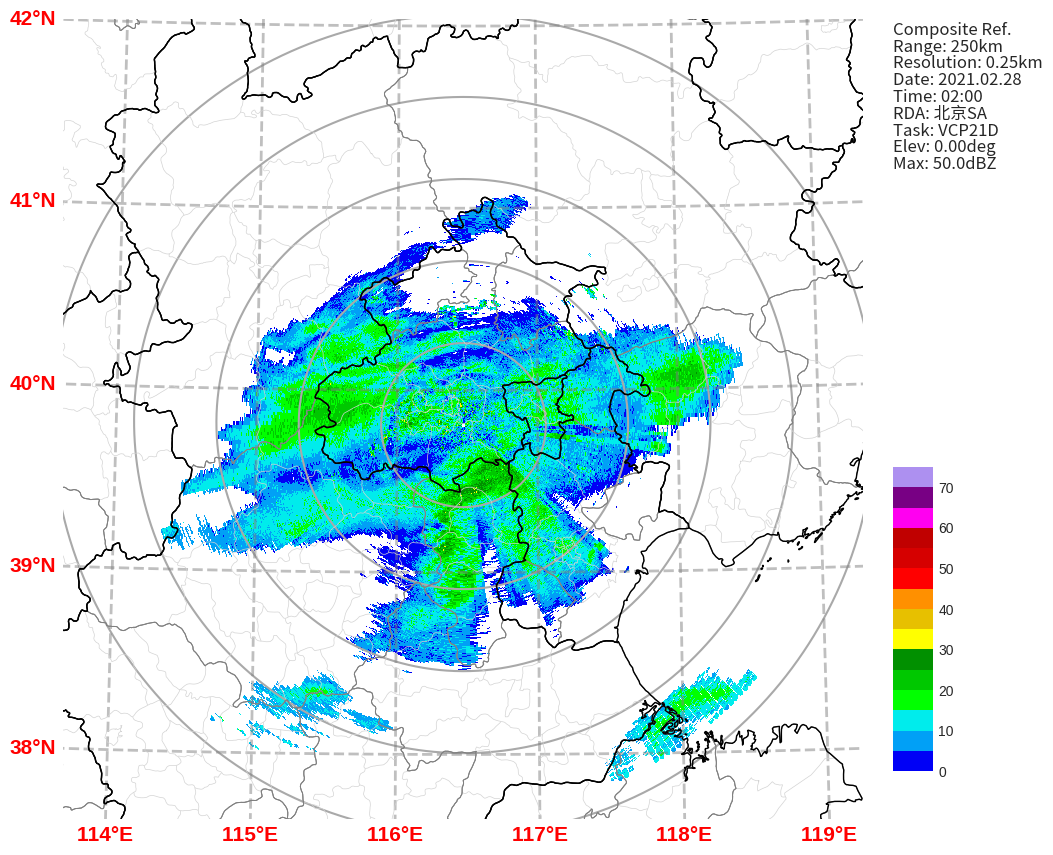 42°N
41°N
40°N
39°N
38°N
114°E 115°E 116°E 117°E 118°E 119°E
Composite Ref.
Range: 250km
Resolution: 0.25km
Date: 2021.02.28
Time: 02:00
RDA: 北京SA
Task: VCP21D
Elev: 0.00deg
Max: 50.0dBZ
70
60
50
40
30
20
10
0